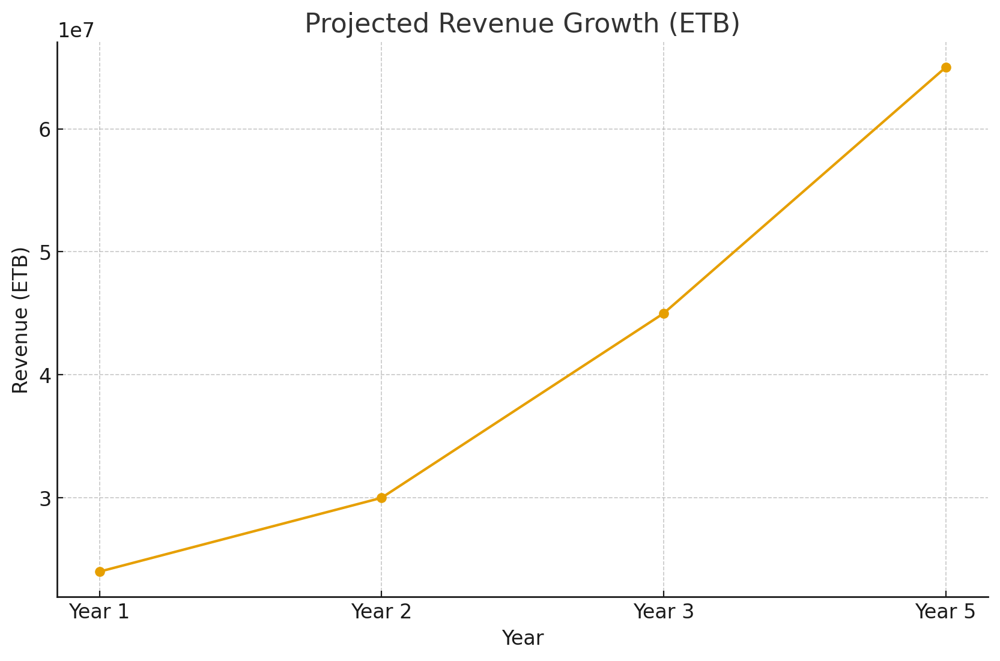 Projected Revenue Growth (ETB)
1e7
6
5
4
3
Revenue (ETB)
Year 1 Year 2 Year 3 Year 5
Year